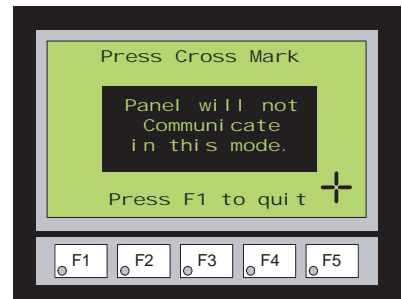 Press Cross Mark
Panel will not
Communicate
in this mode.
Press F1 to quit
F1 F2 F3 F4 F5